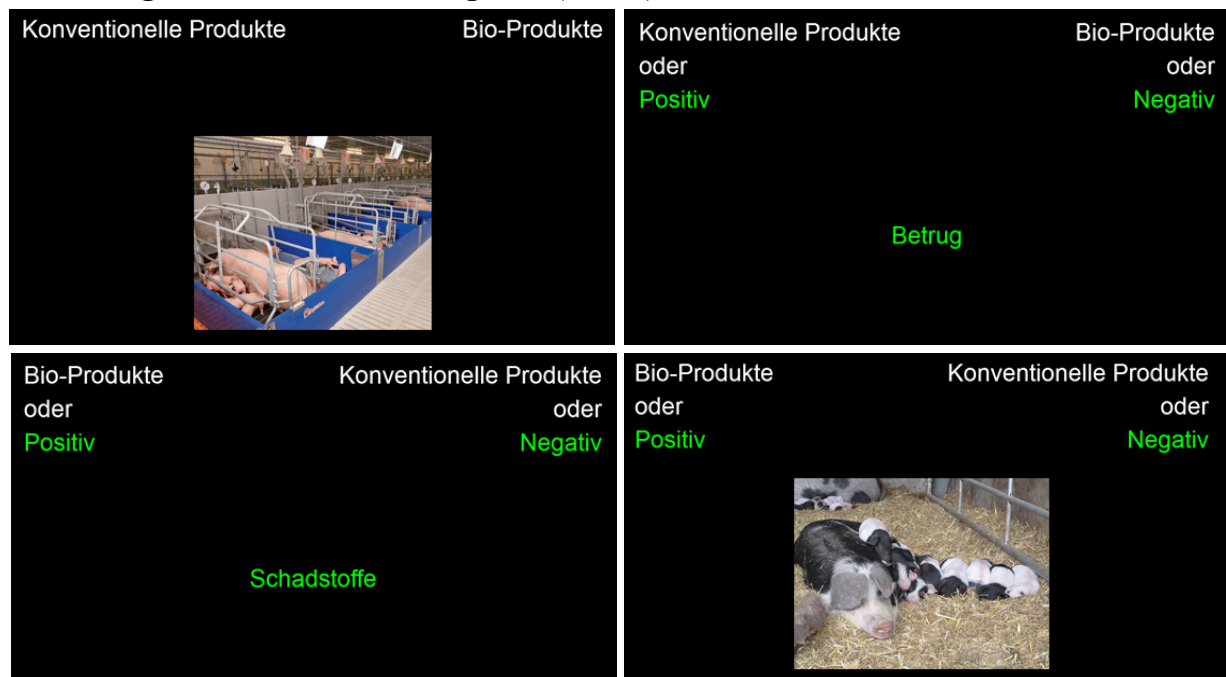 Konventionelle Produkte Bio-Produkte
Konventionelle Produkte Bio-Produkte
oder oder
Positiv Negativ
Betrug
Bio-Produkte Konventionelle Produkte
oder oder
Positiv Negativ
Schadstoffe
Bio-Produkte Konventionelle Produkte
oder oder
Positiv Negativ